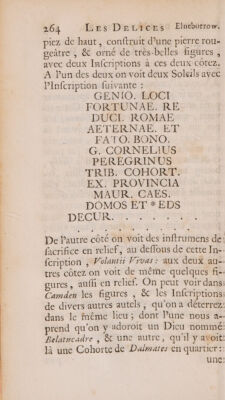 264 LES DELICES Elneburrow.
piez de haut, construit d'une pierre rou-
geâtre, & orné de très-belles figures,
avec deux Inscriptions à ces deux côtez.
A l'un des deux on voit deux Soleils avec
l'Inscription suivante:
GENIO. LOCI
FORTUNAE. RE
DUCI. ROMAE
AETERNAE. ET
FATO. BONO.
G. CORNELIUS
PEREGRINUS
TRIB. COHORT.
EX. PROVINCIA
MAUR. CAES.
DOMOS ET *EDS
DECUR. . . . . . .
. . . . . . . . . .
De l'autre côté on voit des instrumens de
sacrifice en relief, au dessous de cette In-
scription, Volantii Vivas: aux deux au-
tres côtez on voit de même quelques fi-
gures, aussi en relief. On peut voir dans
Camden les figures, & les Inscriptions
de divers autres autels, qu'on a déterrez
dans le même lieu; dont l'une nous a-
prend qu'on y adoroit un Dieu nommé
Belatucadre, & une autre, qu'il y avoit
là une Cohorte de Dalmates en quartier:
une